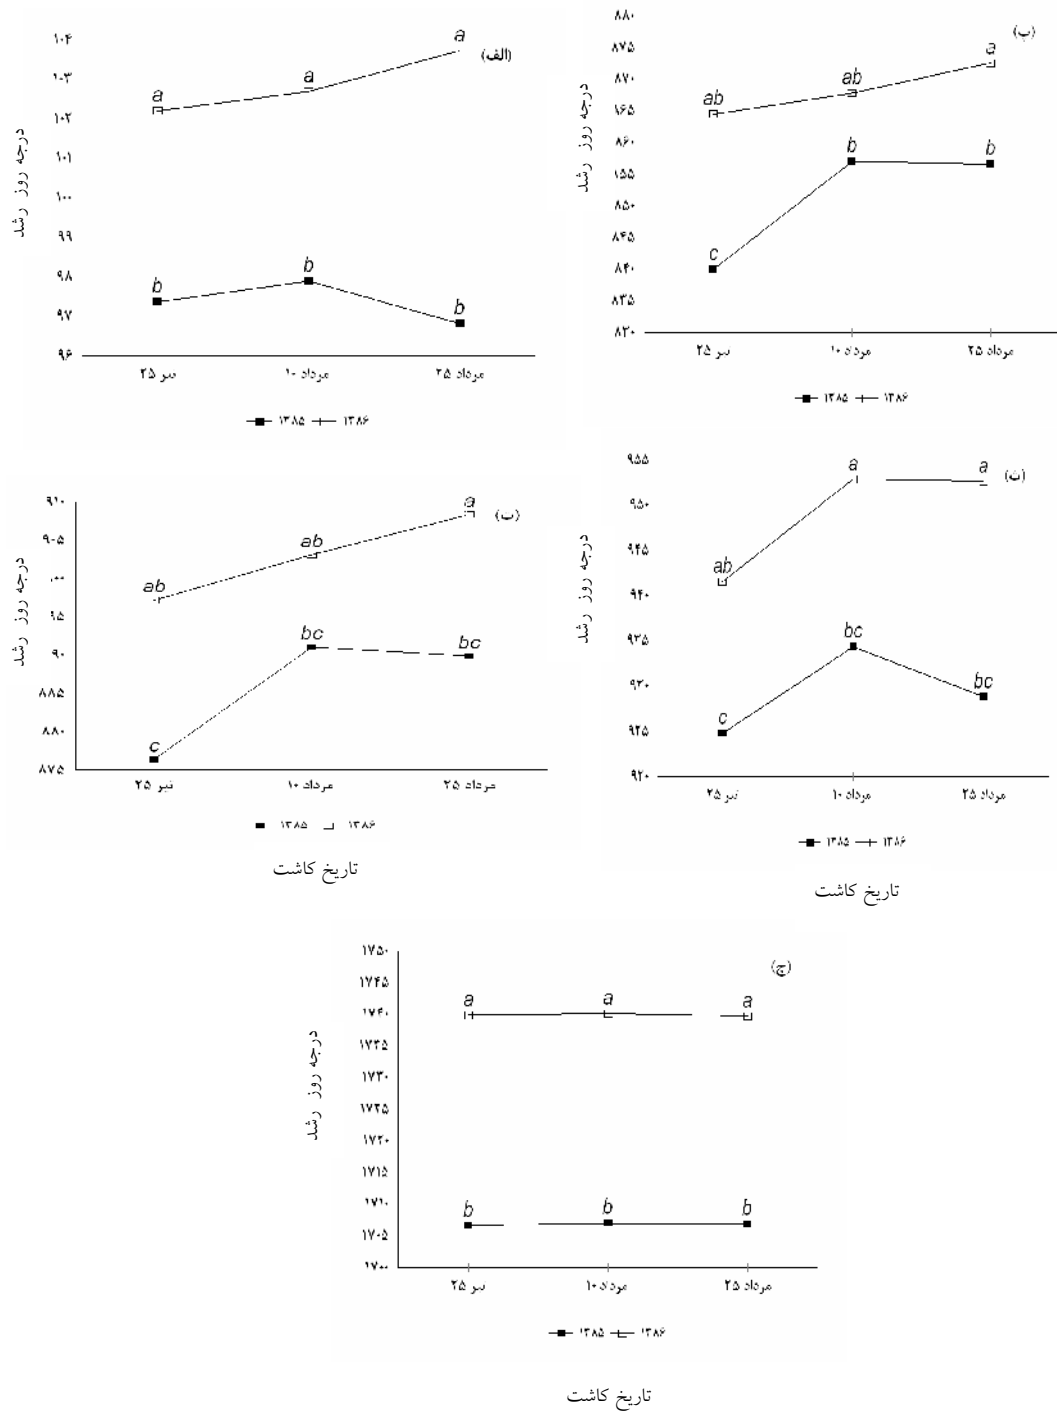 (الف)
درجه روز رشد
۱۰۴
۱۰۳
۱۰۲
۱۰۱
۱۰۰
۹۹
۹۸
۹۷
۹۶
a
a
a
b
b
b
۲۵ تیر
۱۰ مرداد
۲۵ مرداد
۱۳۸۵
۱۳۸۶
درجه روز رشد
۸۸۰
۸۷۵
۸۷۰
۸۶۵
۸۶۰
۸۵۰
۸۴۵
۸۴۰
۸۳۵
۸۳۰
ab
ab
a
c
b
b
۲۵ تیر
۱۰ مرداد
۲۵ مرداد
۱۳۸۵
۱۳۸۶
درجه روز رشد
۹۱۰
۹۰۵
۸۸۵
۸۸۰
۸۷۵
ab
ab
a
c
bc
bc
۲۵ تیر
۱۰ مرداد
۲۵ مرداد
۱۳۸۵
۱۳۸۶
تاریخ کاشت
درجه روز رشد
۹۵۵
۹۵۰
۹۴۵
۹۴۰
۹۳۵
۹۳۰
۹۲۵
۹۲۰
ab
a
a
c
bc
bc
۲۵ تیر
۱۰ مرداد
۲۵ مرداد
۱۳۸۵
۱۳۸۶
تاریخ کاشت
(ج)
درجه روز رشد
۱۷۵۰
۱۷۴۵
۱۷۴۰
۱۷۳۵
۱۷۳۰
۱۷۲۵
۱۷۲۰
۱۷۱۵
۱۷۱۰
۱۷۰۵
۱۷۰۰
a
a
a
b
b
b
۲۵ تیر
۱۰ مرداد
۲۵ مرداد
۱۳۸۵
۱۳۸۶
تاریخ کاشت